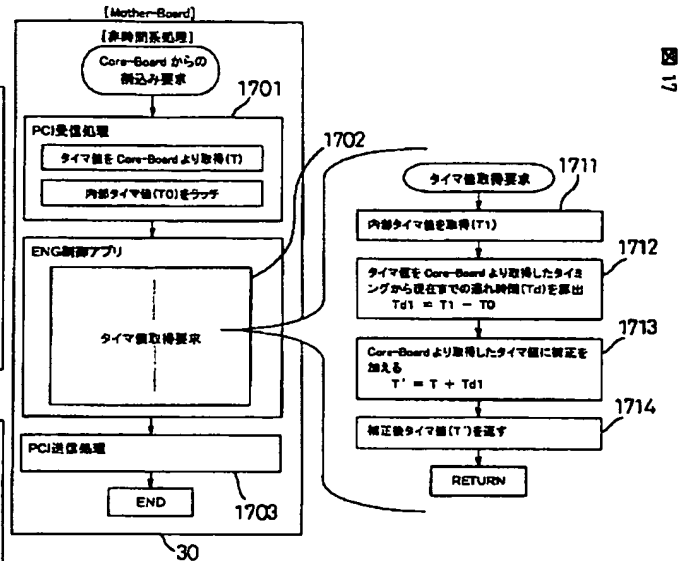 図 17
[Mother-Board]
[非時間系処理]
Core-Board からの
割込み要求
1701
PCI受信処理
タイマ値を Core-Board より取得(T)
内部タイマ値(T0)をラッチ
1702
ENG制御アプリ
タイマ値取得要求
PCI送信処理
1703
END
30
タイマ値取得要求
1711
内部タイマ値を取得(T1)
1712
タイマ値を Core-Board より取得したタイミ
ングから現在までの遅れ時間(Td)を算出
Td1 = T1 - T0
1713
Core-Board より取得したタイマ値に補正を
加える
T' = T + Td1
1714
補正後タイマ値(T')を返す
RETURN